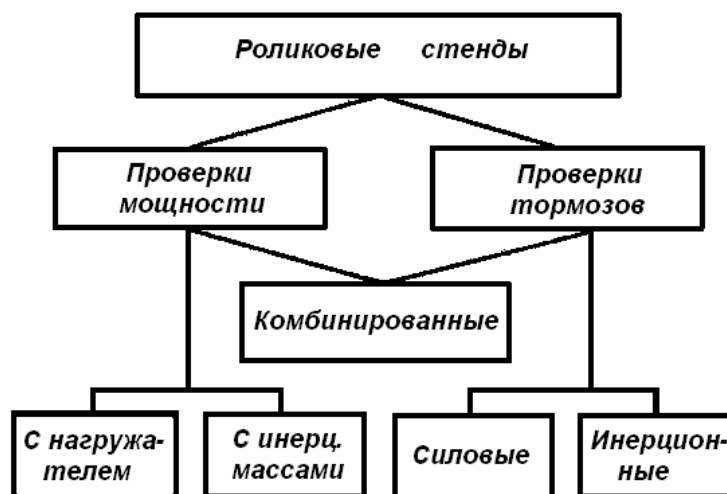 Роликовые стенды
Проверки
мощности
Проверки
тормозов
Комбинированные
С нагружа-
телем
С инерц.
массами
Силовые
Инерцион-
ные